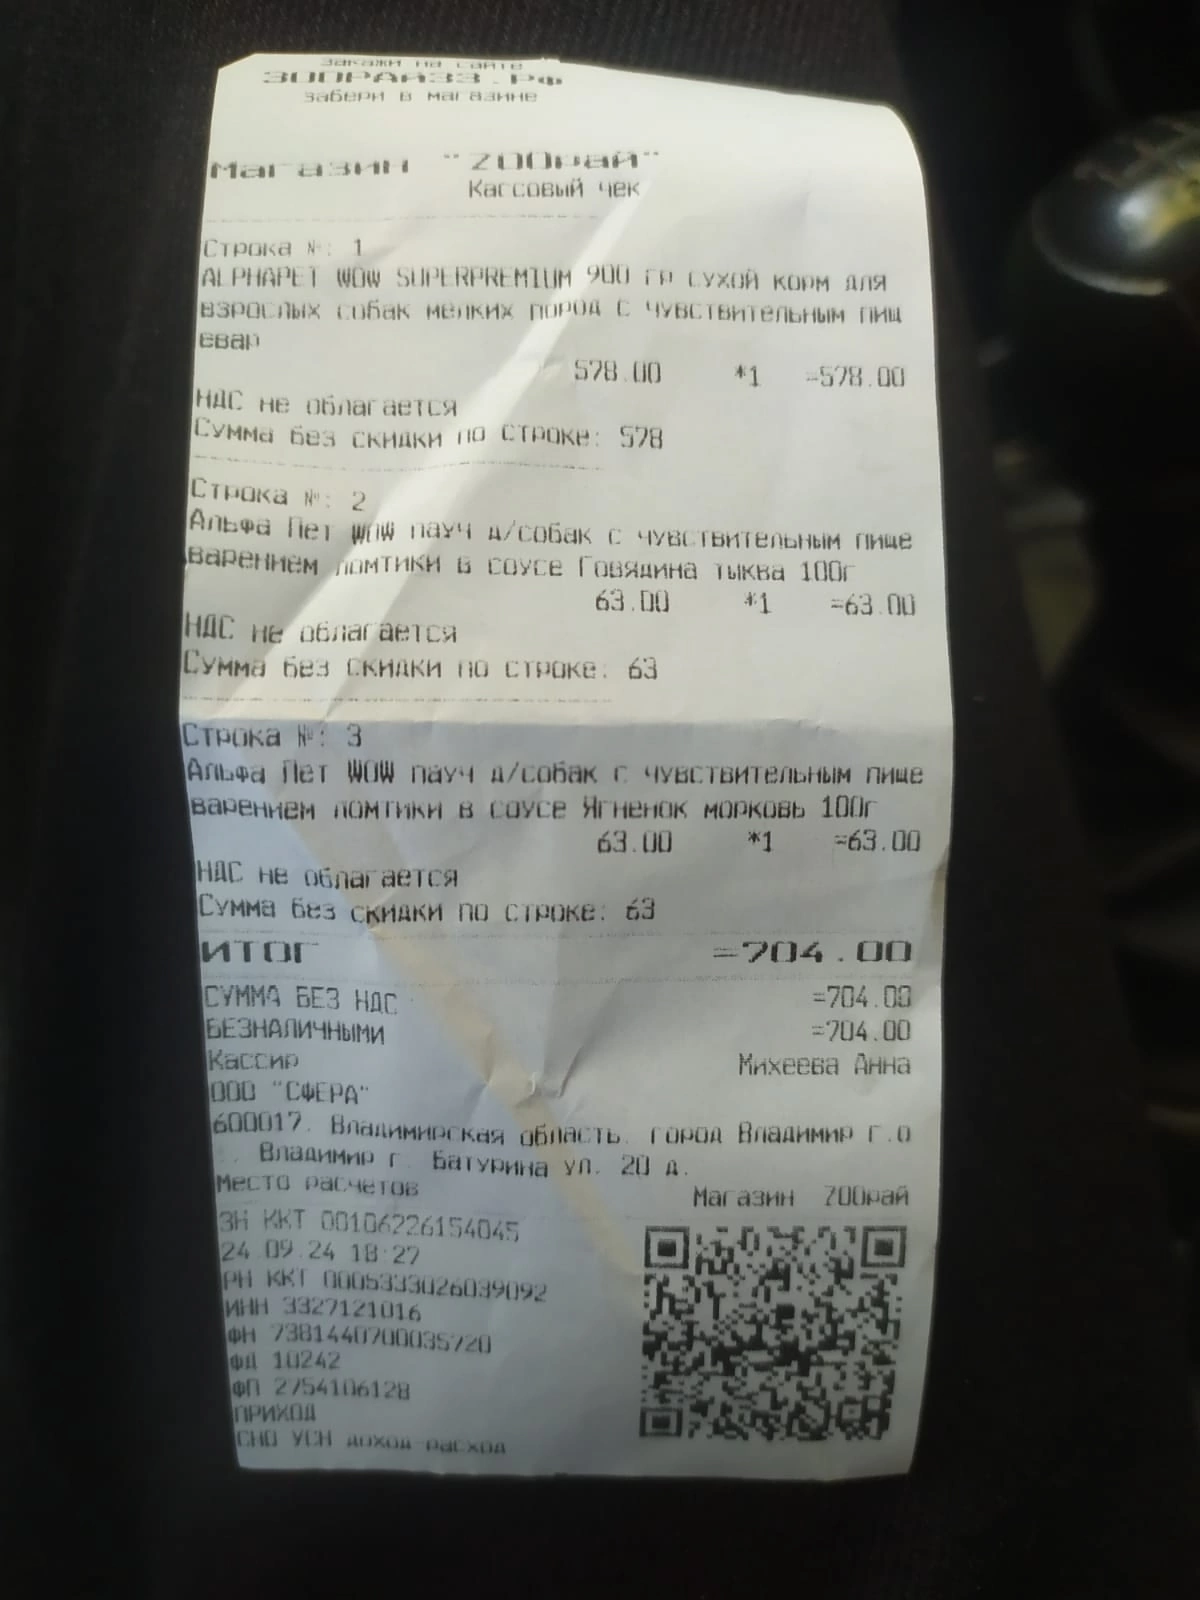 закажи на сайте
ЗООРАЙ33.РФ
забери в магазине
Магазин "ZOOрай"
Кассовый чек
Строка №: 1
ALPHAPET WOW SUPERPREMIUM 900 гр сухой корм для
взрослых собак мелких пород с чувствительным пищ
евар
578.00 *1 =578.00
НДС не облагается
Сумма без скидки по строке: 578
Строка №: 2
Альфа Пет WOW пауч д/собак с чувствительным пище
варением ломтики в соусе Говядина тыква 100г
63.00 *1 =63.00
НДС не облагается
Сумма без скидки по строке: 63
Строка №: 3
Альфа Пет WOW пауч д/собак с чувствительным пище
варением ломтики в соусе Ягненок морковь 100г
63.00 *1 =63.00
НДС не облагается
Сумма без скидки по строке: 63
ИТОГ =704.00
СУММА БЕЗ НДС =704.00
БЕЗНАЛИЧНЫМИ =704.00
Кассир Михеева Анна
ООО "СФЕРА"
600017, Владимирская область, город Владимир г.о
., Владимир г. Батурина ул. 20 д.
Место расчетов Магазин ZOOрай
ЗН ККТ 00106226154045
24.09.24 18:27
РН ККТ 0005333026039092
ИНН 3327121016
ФН 7381440700035720
ФД 10242
ФП 2754106128
ПРИХОД
СНО УСН доход-расход